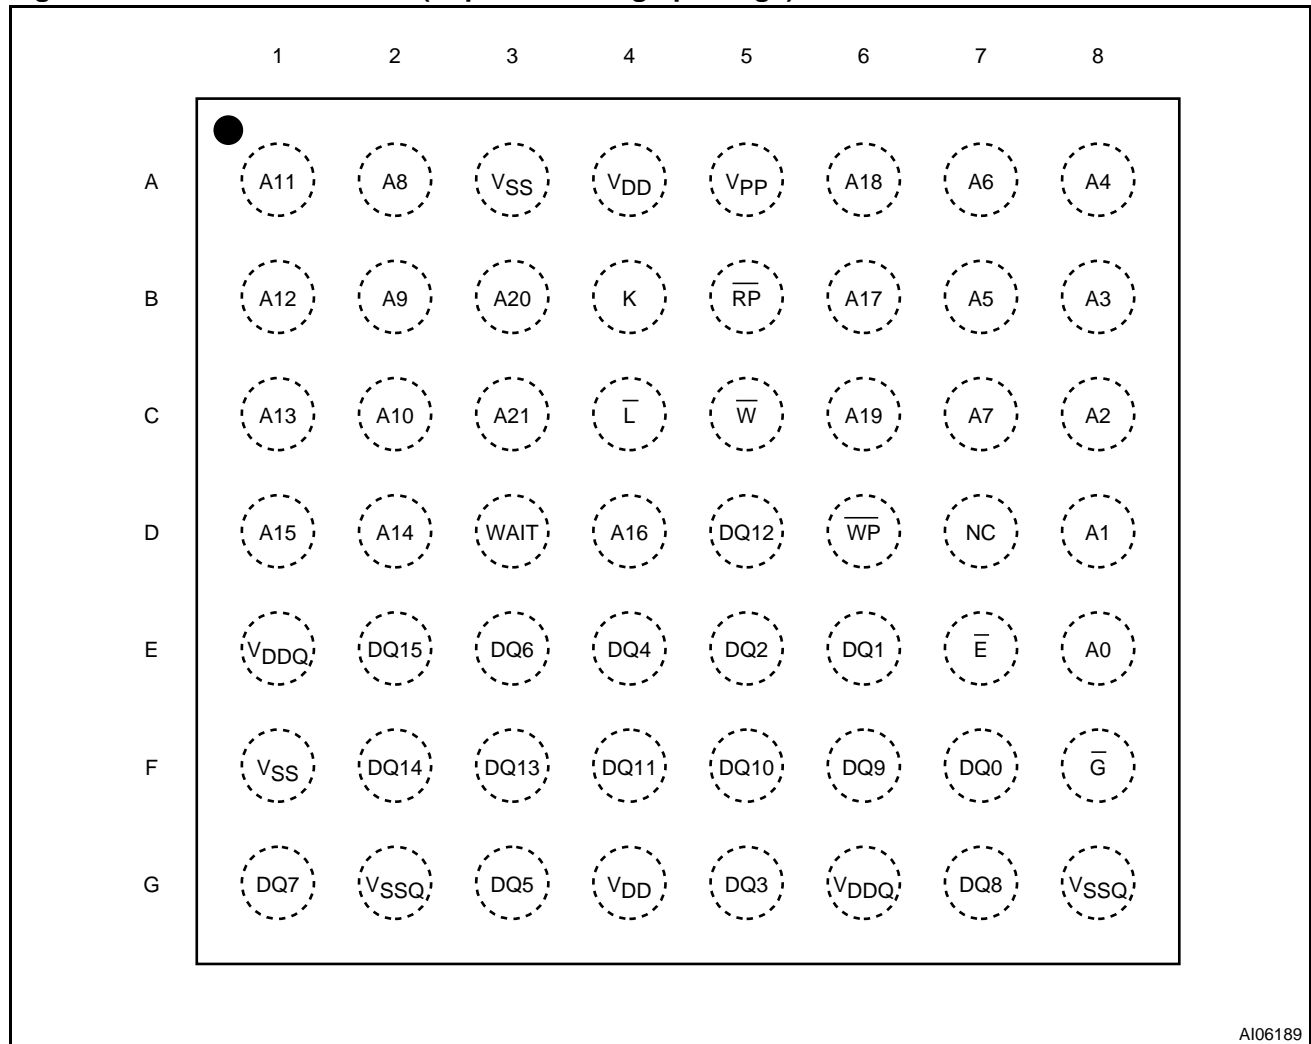 1 2 3 4 5 6 7 8
A A11 A8 VSS VDD VPP A18 A6 A4
B A12 A9 A20 K R̅P̅ A17 A5 A3
C A13 A10 A21 L̅ W̅ A19 A7 A2
D A15 A14 WAIT A16 DQ12 W̅P̅ NC A1
E VDDQ DQ15 DQ6 DQ4 DQ2 DQ1 E̅ A0
F VSS DQ14 DQ13 DQ11 DQ10 DQ9 DQ0 G̅
G DQ7 VSSQ DQ5 VDD DQ3 VDDQ DQ8 VSSQ
AI06189